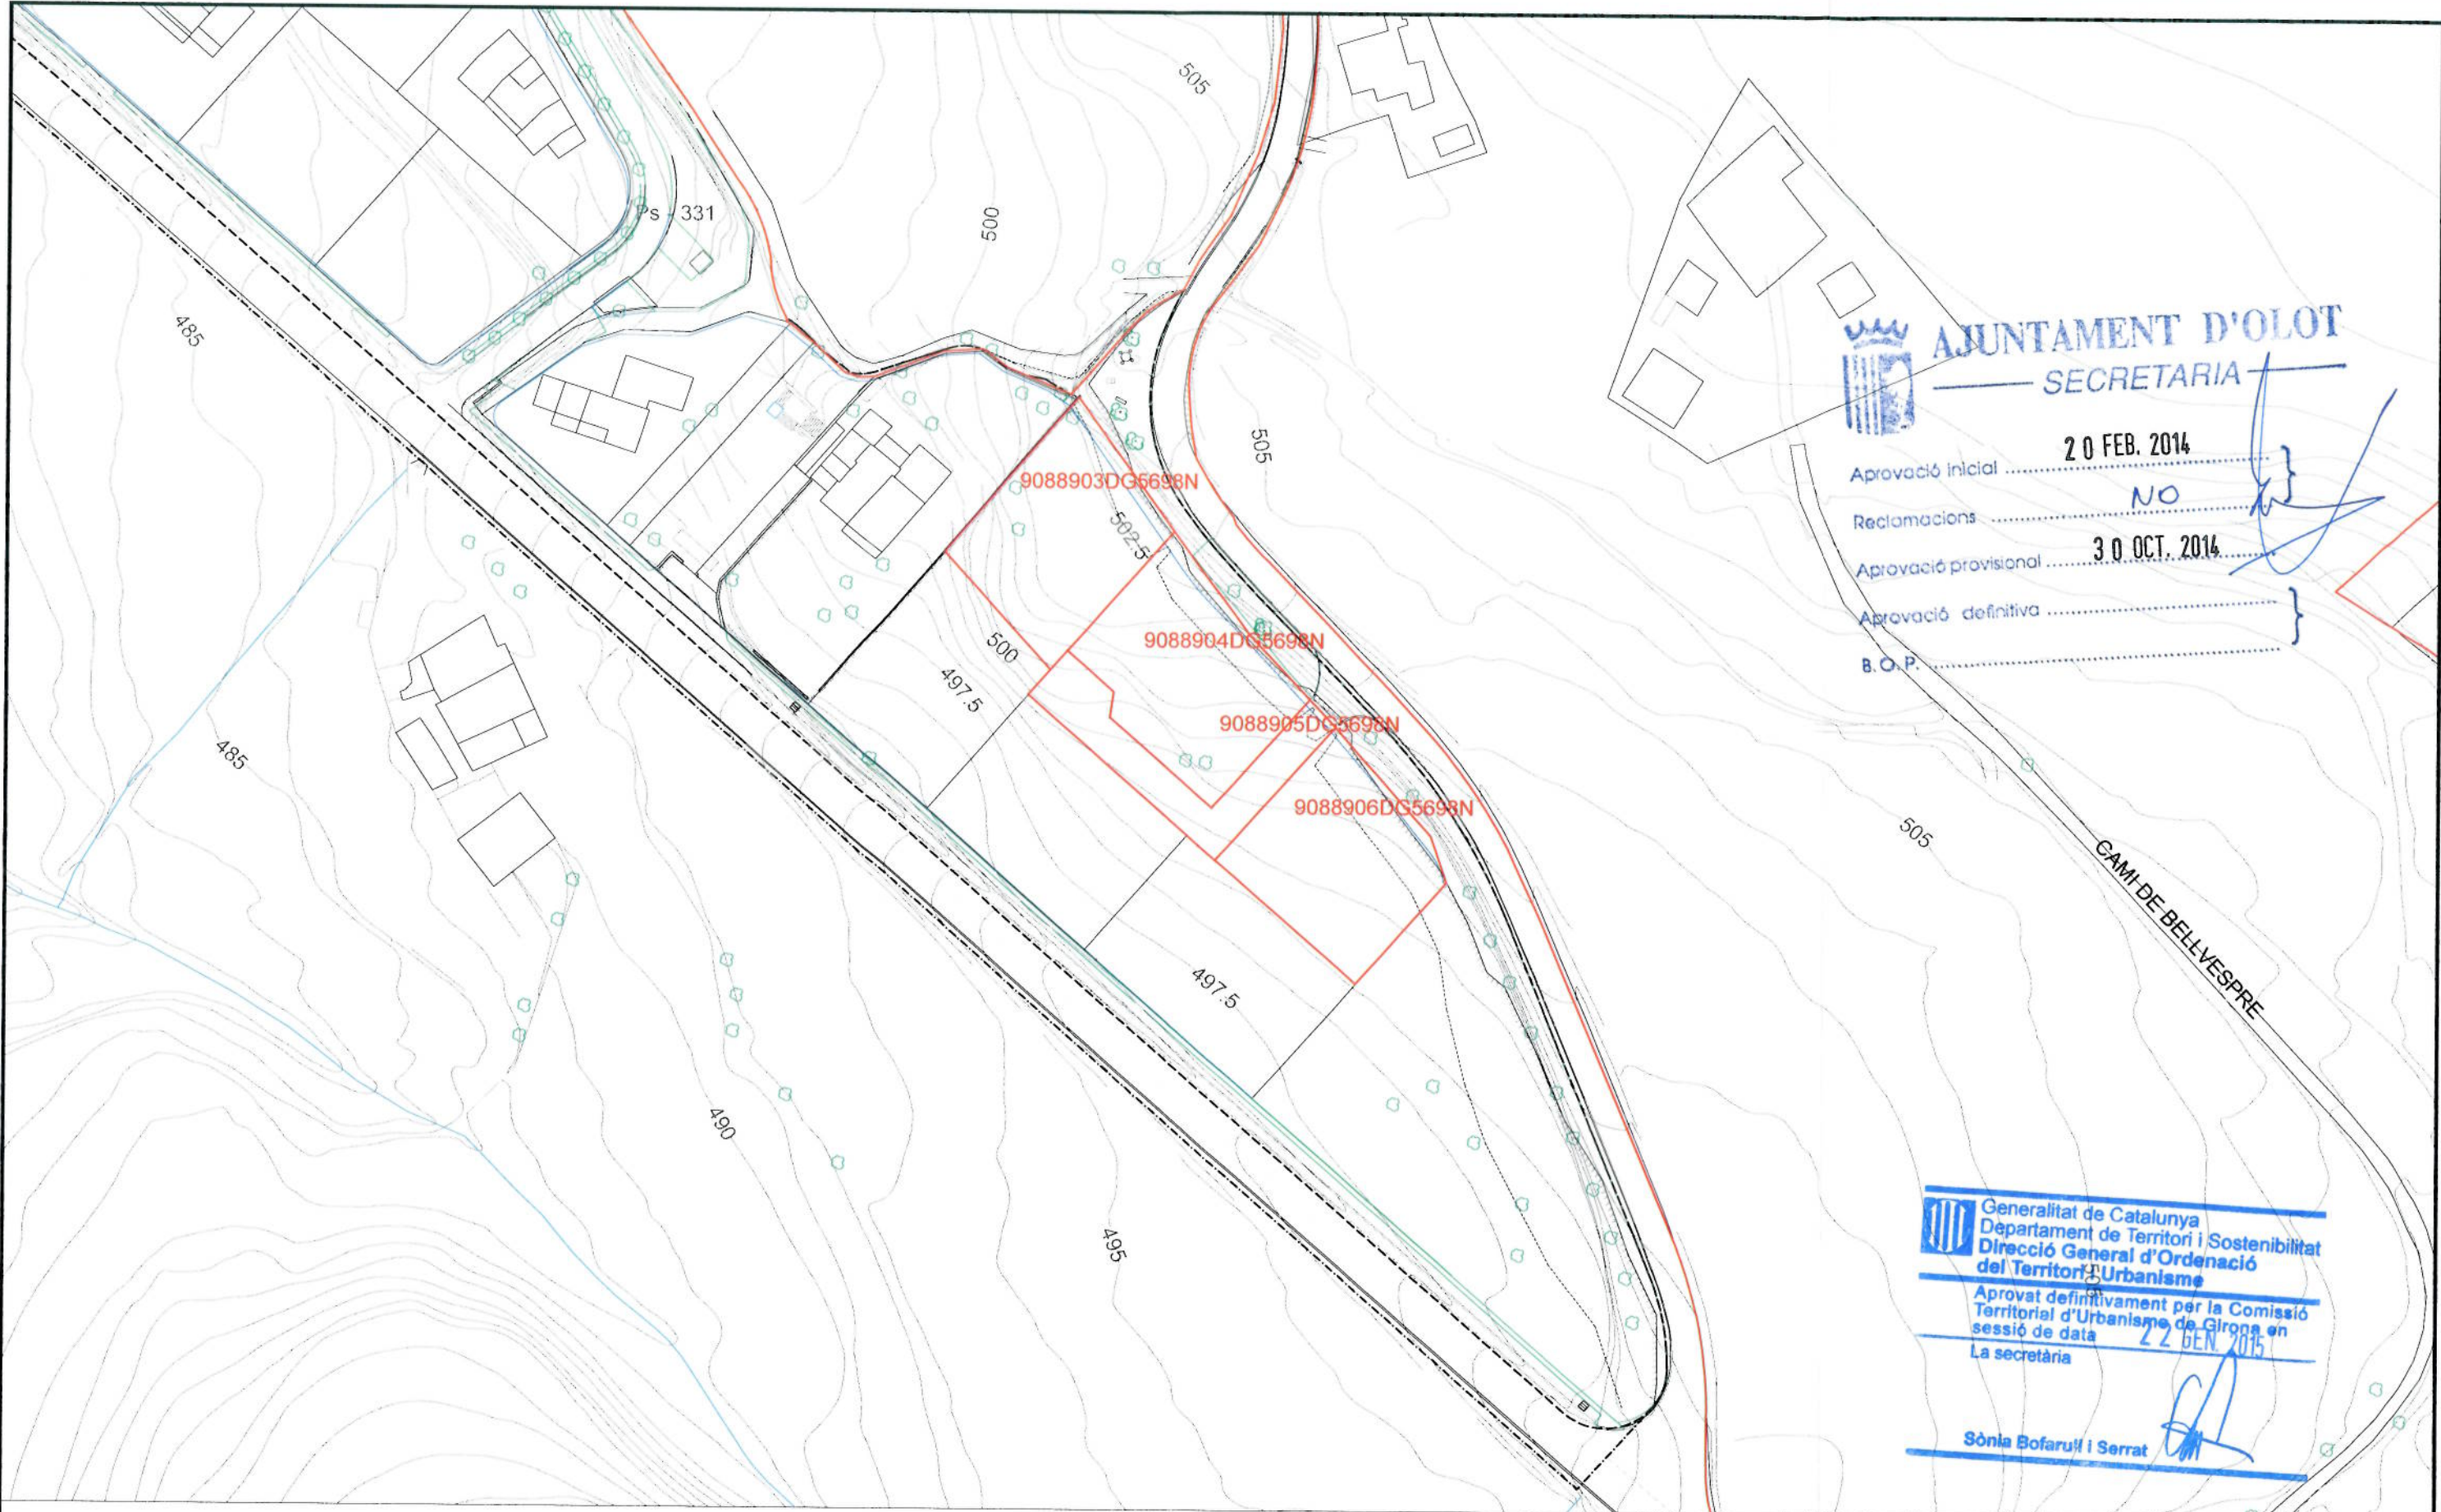 505
Ps - 331
500
485
505
9088903DG5698N
502.5
9088904DG5698N
500
497.5
9088905DG5698N
485
9088906DG5698N
505
CAMI DE BELLVESPRE
497.5
490
495
505
AJUNTAMENT D'OLOT
SECRETARIA
Aprovació inicial 20 FEB. 2014
Reclamacions NO
Aprovació provisional 30 OCT. 2014
Aprovació definitiva
B.O.P.
Generalitat de Catalunya
Departament de Territori i Sostenibilitat
Direcció General d'Ordenació
del Territori i Urbanisme
Aprovat definitivament per la Comissió
Territorial d'Urbanisme de Girona en
sessió de data 22 GEN. 2015
La secretària
Sònia Bofarull i Serrat